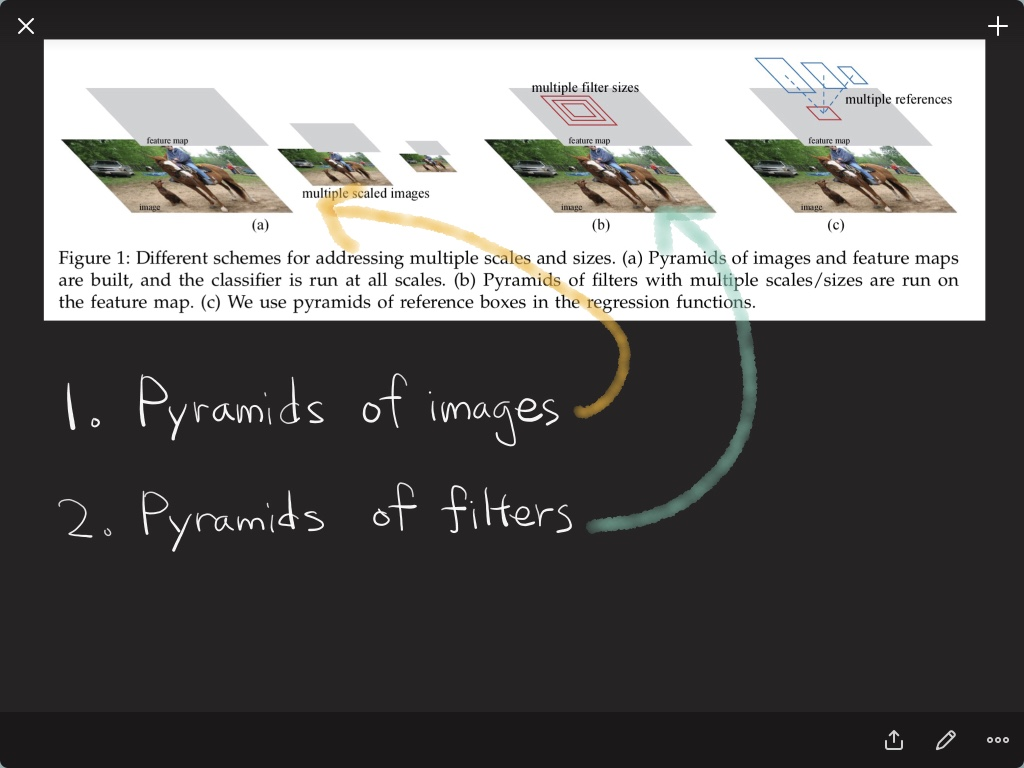 multiple filter sizes
multiple references
feature map
feature map
feature map
multiple scaled images
image
image
image
(a)
(b)
(c)
Figure 1: Different schemes for addressing multiple scales and sizes. (a) Pyramids of images and feature maps
are built, and the classifier is run at all scales. (b) Pyramids of filters with multiple scales/sizes are run on
the feature map. (c) We use pyramids of reference boxes in the regression functions.
1. Pyramids of images
2. Pyramids of filters